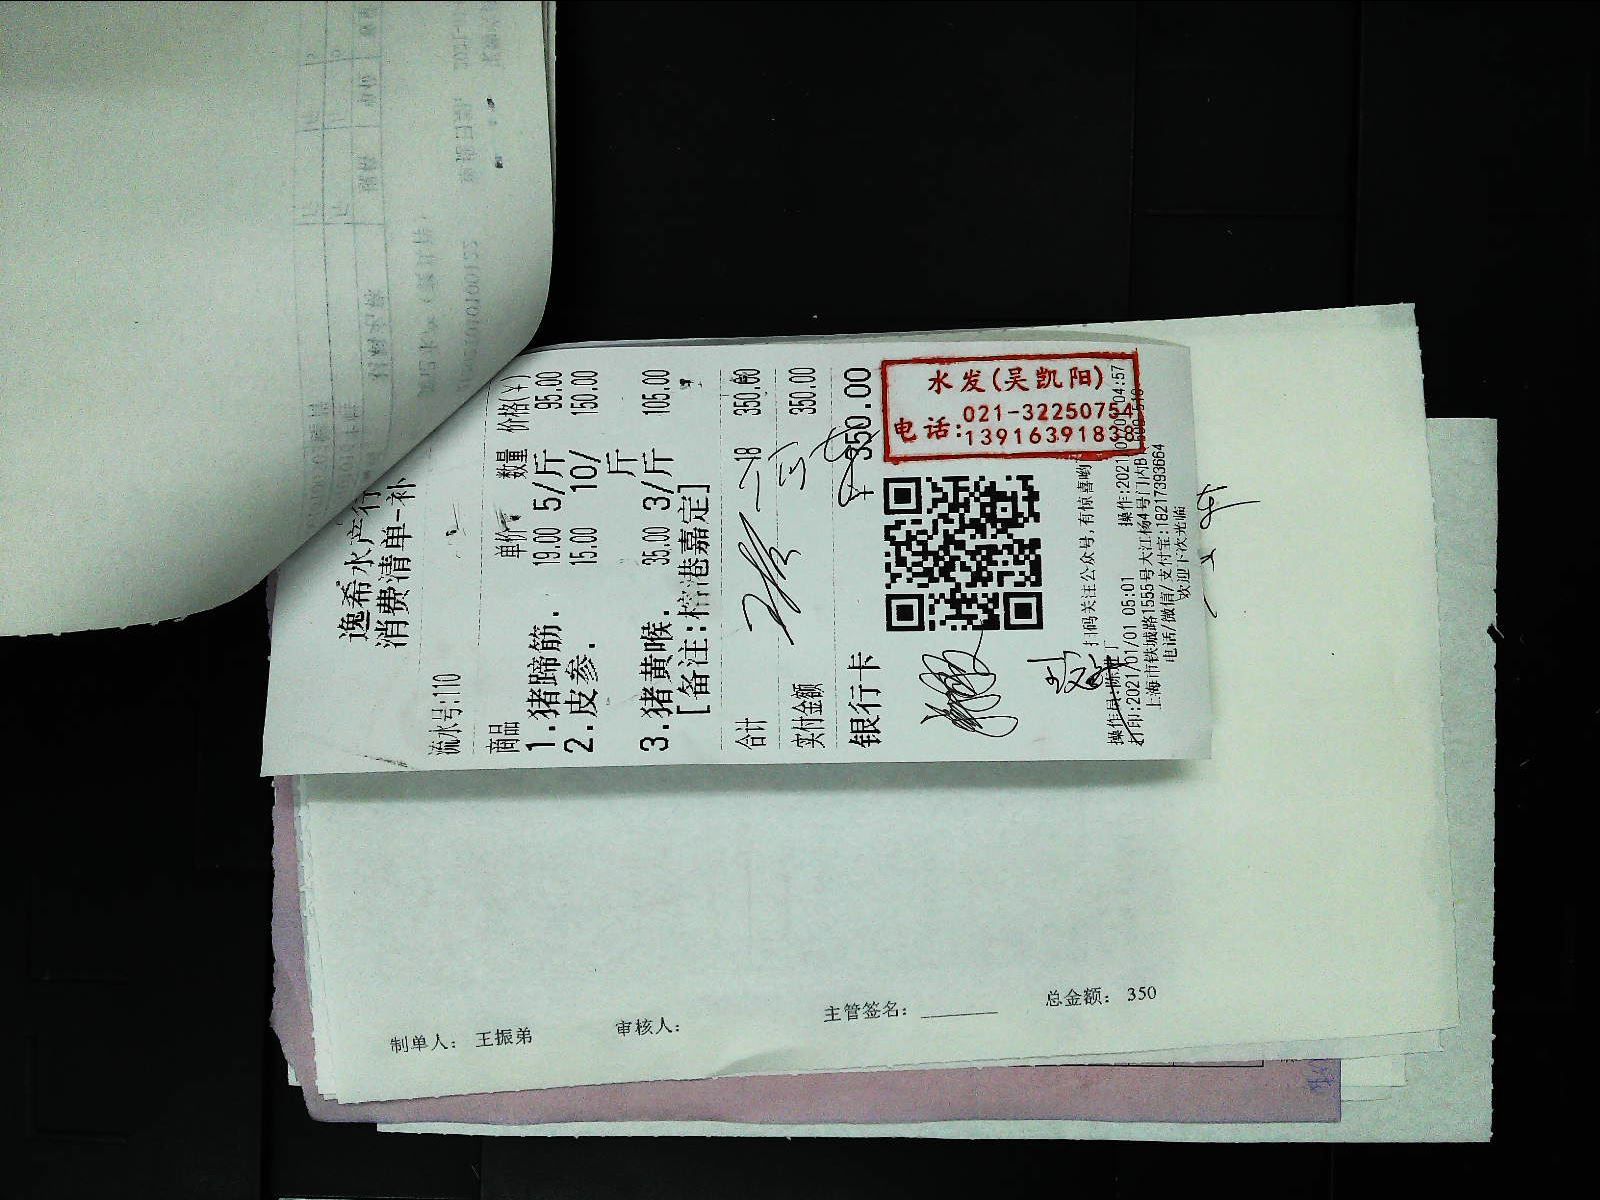 逸希水产行
消费清单-补
流水号:110
商品 单价 数量 价格(¥)
1.猪蹄筋. 19.00 5/斤 95.00
2.皮参. 15.00 10/斤 150.00
3.猪黄喉. 35.00 3/斤 105.00
[备注:榕港嘉定]
合计 18 350.00
实付金额 350.00
银行卡 ¥350.00
水发(吴凯阳)
电话:021-32250754
13916391838
扫码关注公众号,有惊喜哟
打印:2021/01/01 05:01
上海市铁城路1555号大江杨4号门内B
电话/微信/支付宝:18217393664
欢迎下次光临
制单人: 王振弟 审核人: 主管签名: 总金额: 350